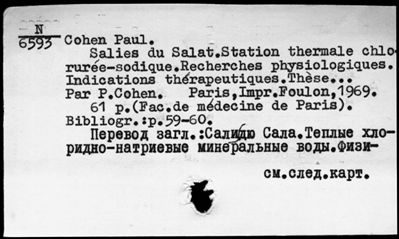 N
6593
Cohen Paul.
Salies du Salat.Station thermale chlo-
rurée-sodique.Recherches physiologiques.
Indications thérapeutiques.Thèse...
Par P.Cohen. Paris,Impr.Foulon,1969.
61 p.(Fac.de médecine de Paris).
Bibliogr.:p.59-60.
Перевод загл.:Салидю Сала.Теплые хло-
ридно-натриевые минеральные воды.Физи-
см.след.карт.